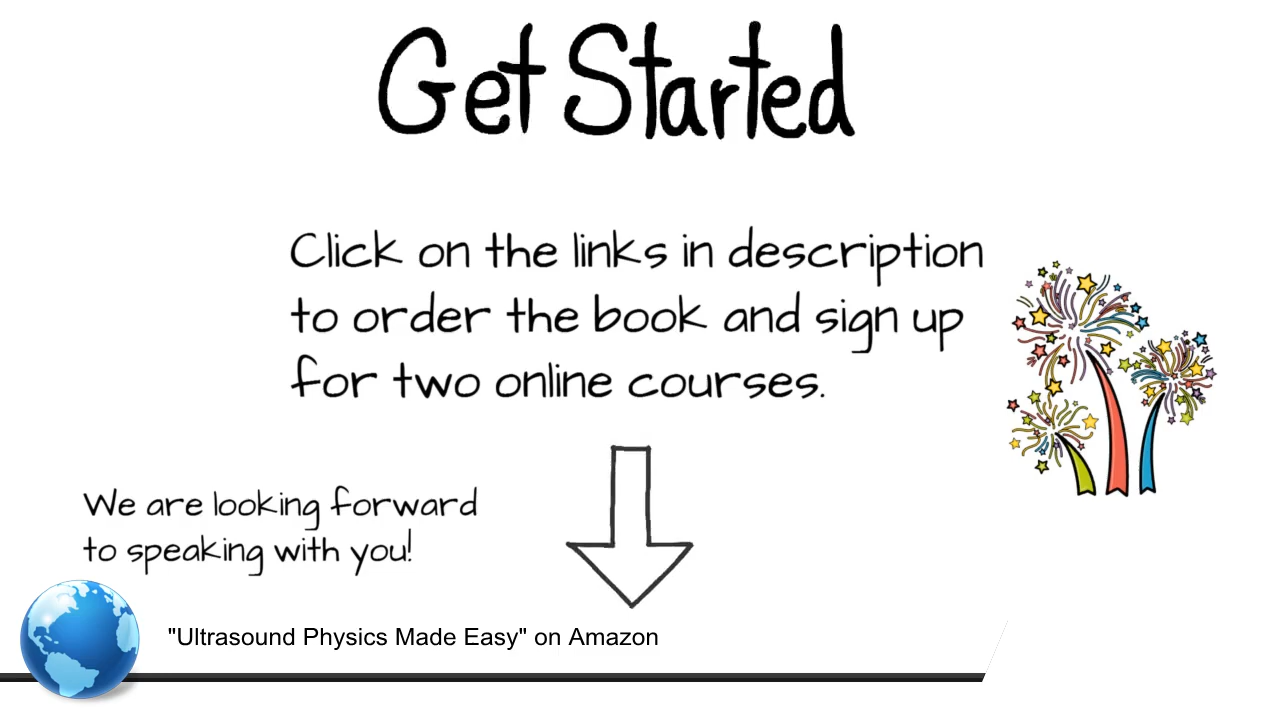 Get Started
Click on the links in description
to order the book and sign up
for two online courses.
We are looking forward
to speaking with you!
"Ultrasound Physics Made Easy" on Amazon